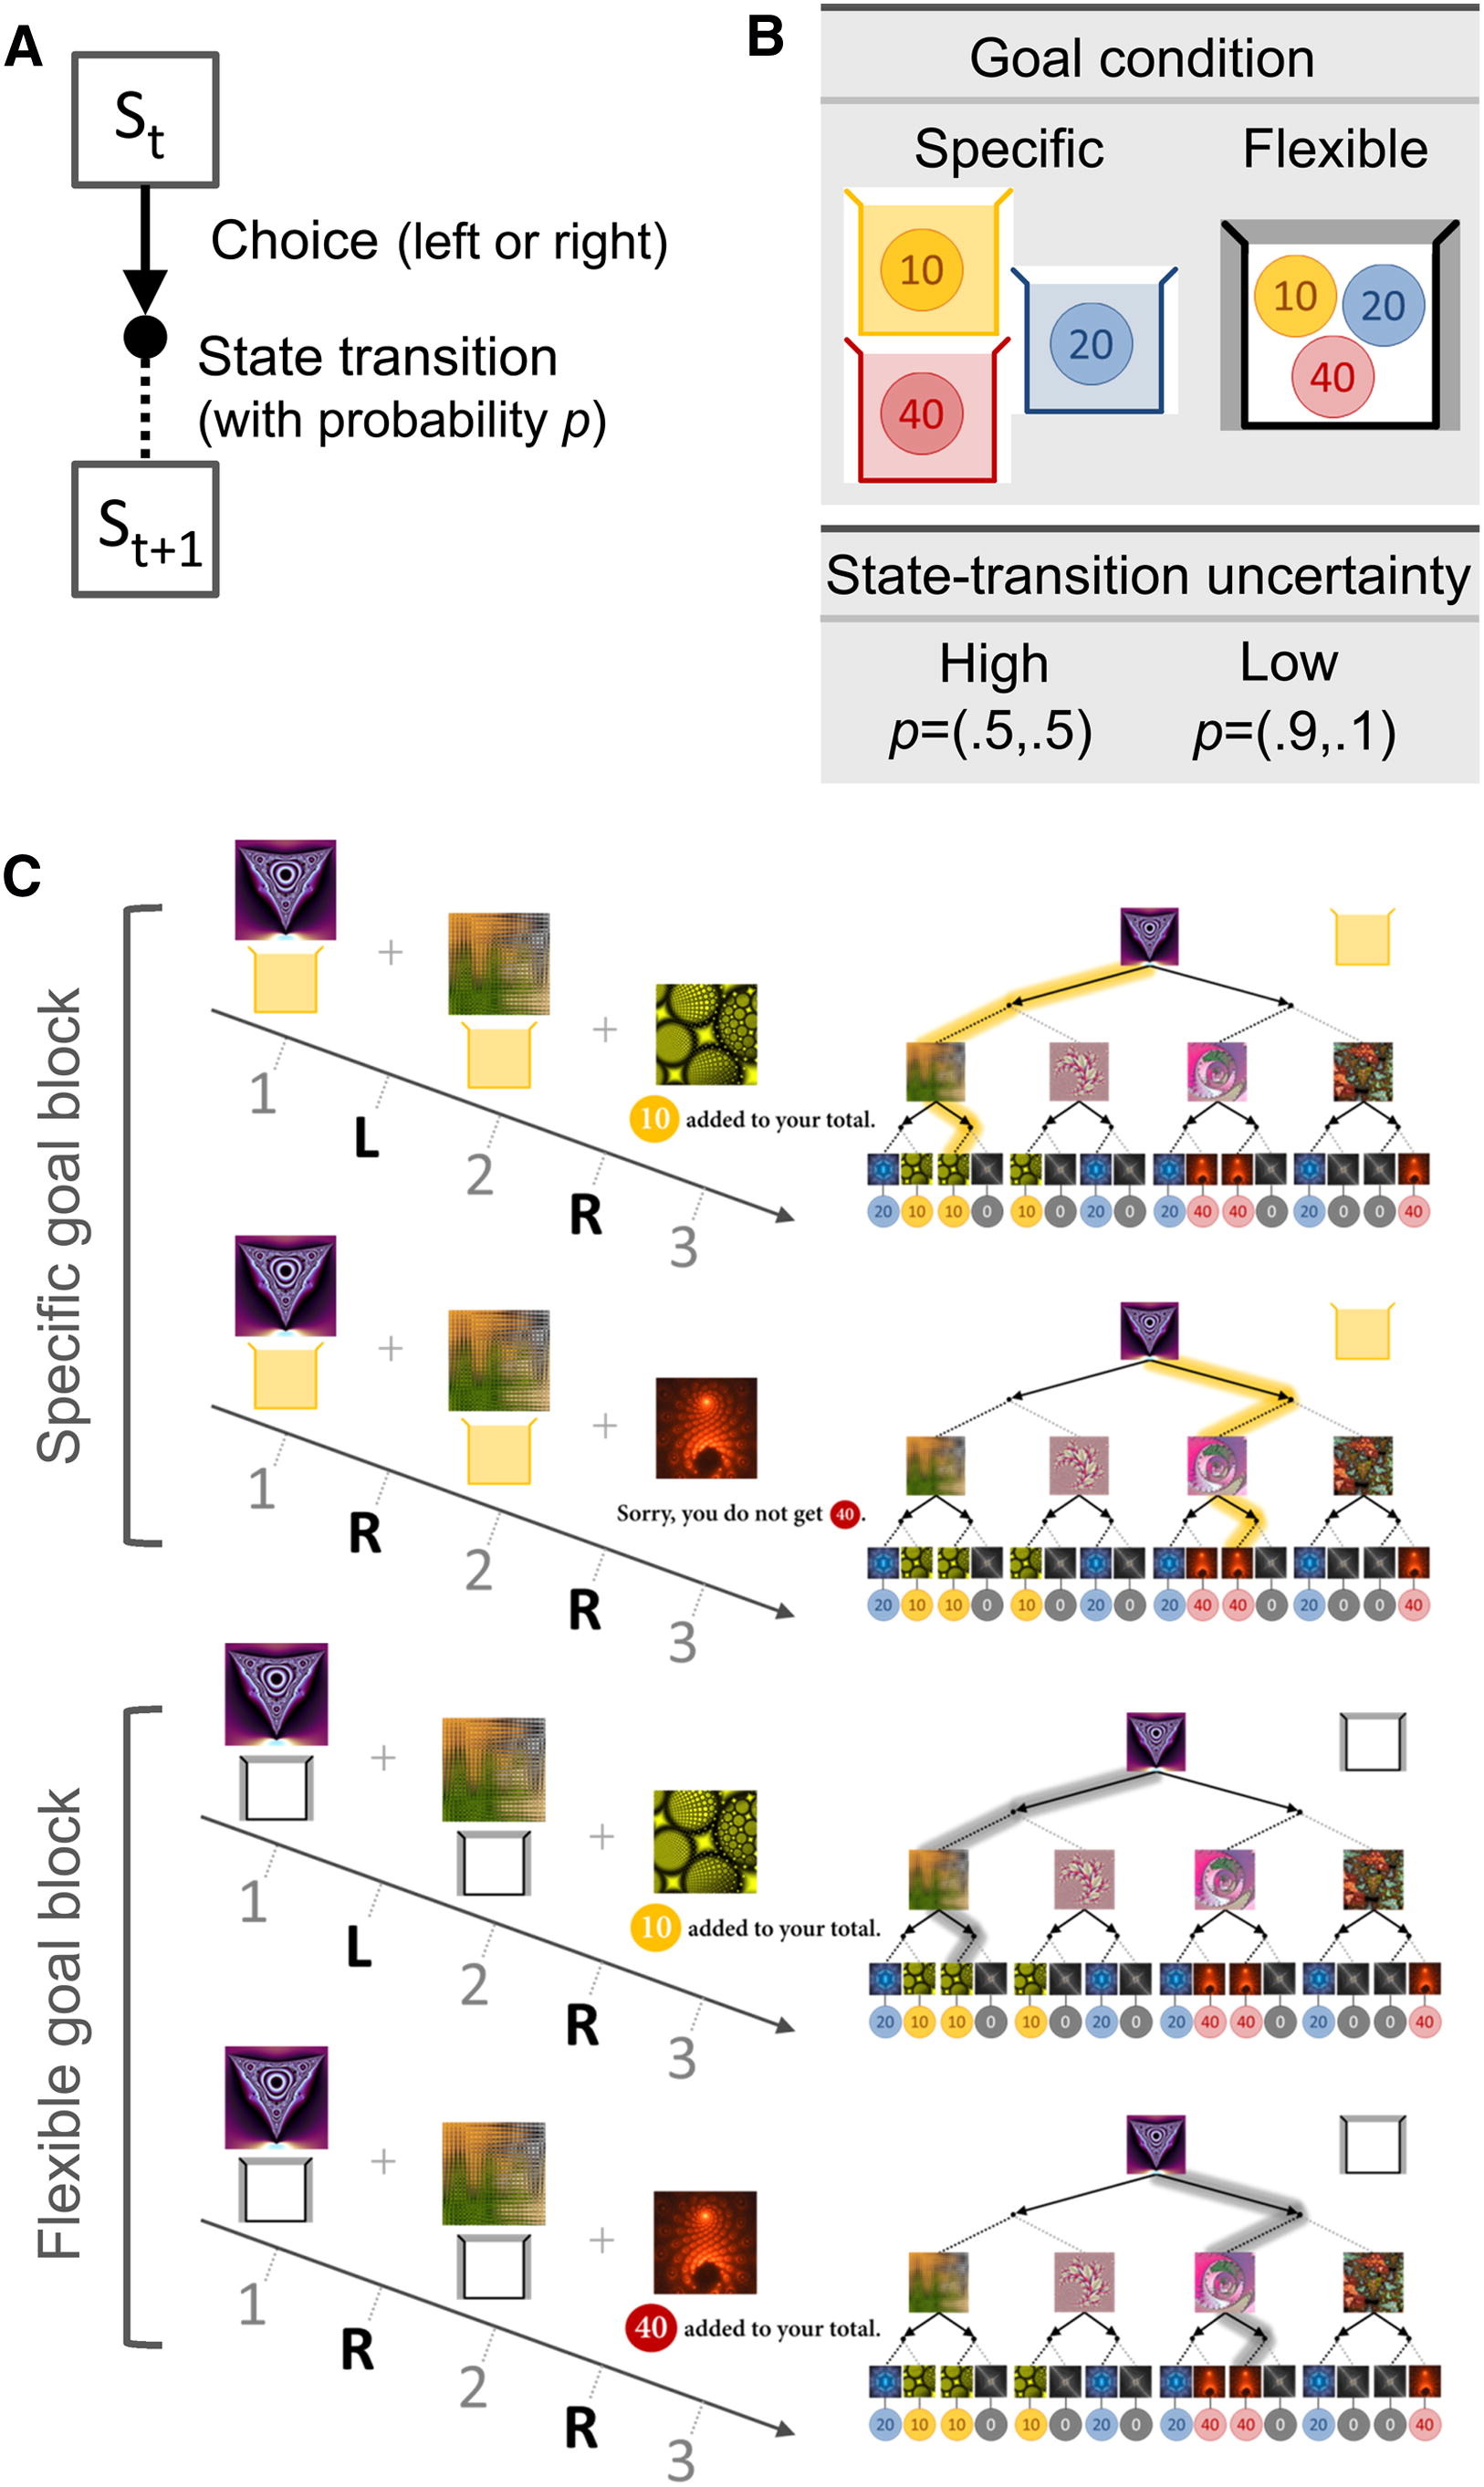 A
S_t
Choice (left or right)
State transition
(with probability p)
S_t+1
B
Goal condition
Specific Flexible
10
20
40
10 20
40
State-transition uncertainty
High Low
p=(.5,.5) p=(.9,.1)
C
Specific goal block
+
+
10 added to your total.
1
L
2
R
3
20 10 10 0 10 0 20 0 20 40 40 0 20 0 0 40
+
+
Sorry, you do not get 40.
1
R
2
R
3
20 10 10 0 10 0 20 0 20 40 40 0 20 0 0 40
Flexible goal block
+
+
10 added to your total.
1
L
2
R
3
20 10 10 0 10 0 20 0 20 40 40 0 20 0 0 40
+
+
40 added to your total.
1
R
2
R
3
20 10 10 0 10 0 20 0 20 40 40 0 20 0 0 40